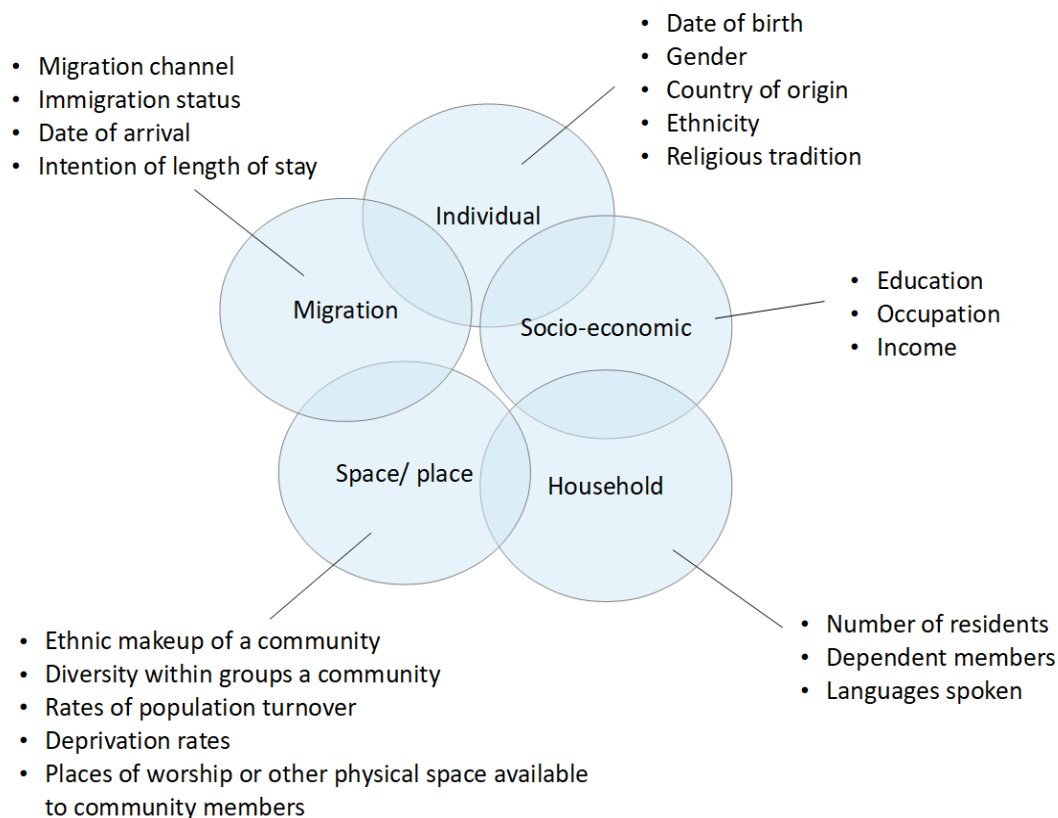 • Date of birth
• Gender
• Country of origin
• Ethnicity
• Religious tradition
• Migration channel
• Immigration status
• Date of arrival
• Intention of length of stay
Individual
Migration
Socio-economic
• Education
• Occupation
• Income
Space/ place
Household
• Number of residents
• Dependent members
• Languages spoken
• Ethnic makeup of a community
• Diversity within groups a community
• Rates of population turnover
• Deprivation rates
• Places of worship or other physical space available
to community members